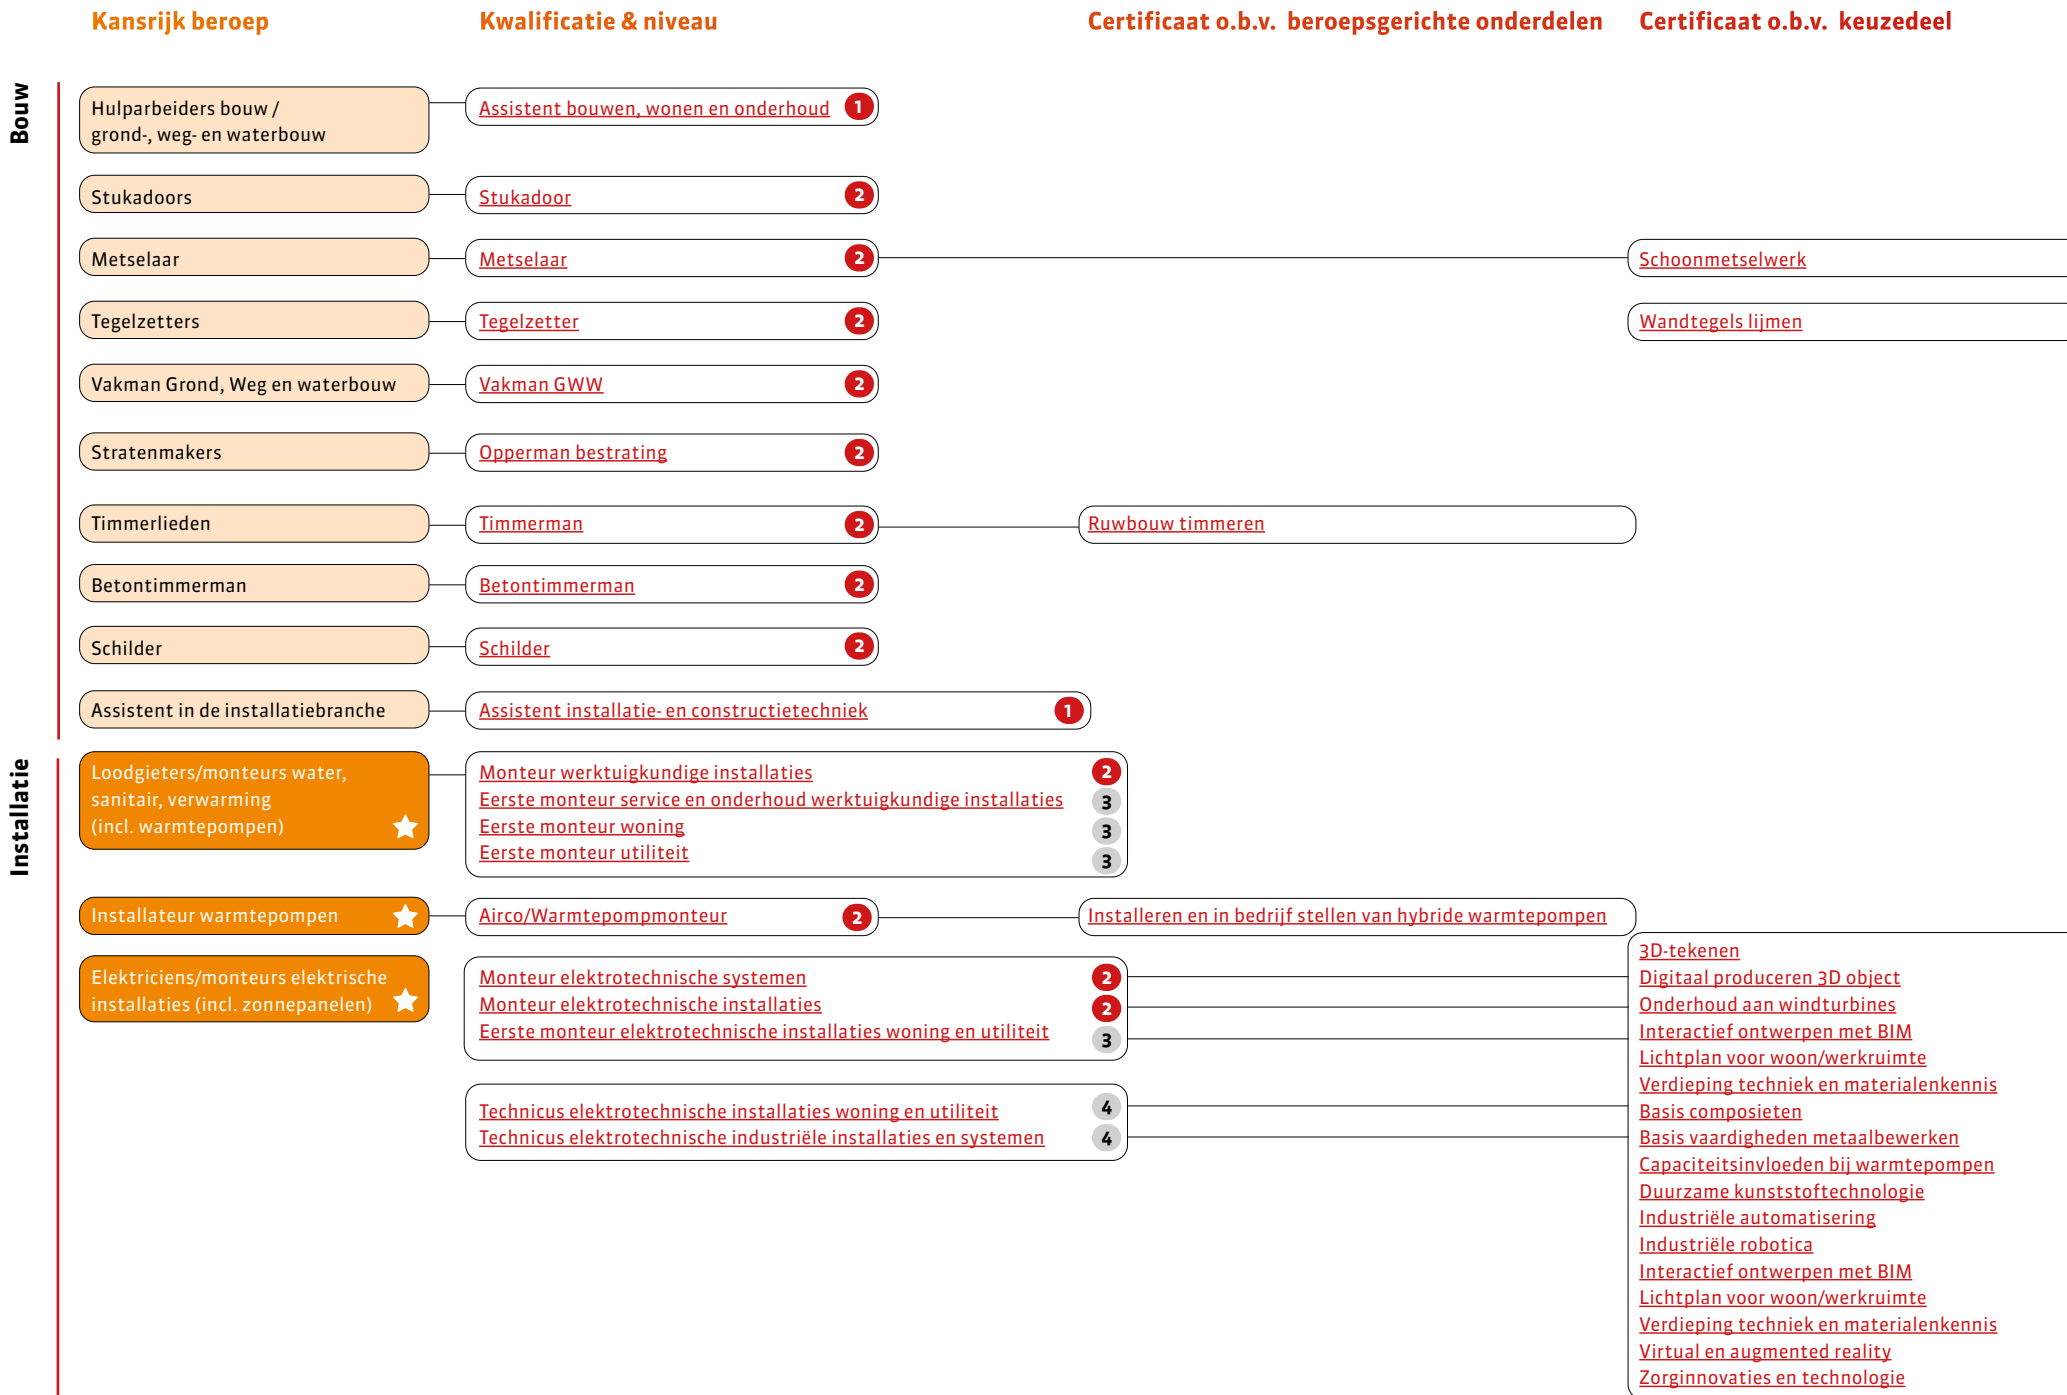 Kansrijk beroep
Kwalificatie & niveau
Certificaat o.b.v. beroepsgerichte onderdelen
Certificaat o.b.v. keuzedeel
Bouw
Hulparbeiders bouw /
grond-, weg- en waterbouw
Assistent bouwen, wonen en onderhoud 1
Stukadoors
Stukadoor 2
Metselaar
Metselaar 2
Schoonmetselwerk
Tegelzetters
Tegelzetter 2
Wandtegels lijmen
Vakman Grond, Weg en waterbouw
Vakman GWW 2
Stratenmakers
Opperman bestrating 2
Timmerlieden
Timmerman 2
Ruwbouw timmeren
Betontimmerman
Betontimmerman 2
Schilder
Schilder 2
Assistent in de installatiebranche
Assistent installatie- en constructietechniek 1
Installatie
Loodgieters/monteurs water,
sanitair, verwarming
(incl. warmtepompen)
Monteur werktuigkundige installaties 2
Eerste monteur service en onderhoud werktuigkundige installaties 3
Eerste monteur woning 3
Eerste monteur utiliteit 3
Installateur warmtepompen
Airco/Warmtepompmonteur 2
Installeren en in bedrijf stellen van hybride warmtepompen
Elektriciens/monteurs elektrische
installaties (incl. zonnepanelen)
Monteur elektrotechnische systemen 2
Monteur elektrotechnische installaties 2
Eerste monteur elektrotechnische installaties woning en utiliteit 3
Technicus elektrotechnische installaties woning en utiliteit 4
Technicus elektrotechnische industriële installaties en systemen 4
3D-tekenen
Digitaal produceren 3D object
Onderhoud aan windturbines
Interactief ontwerpen met BIM
Lichtplan voor woon/werkruimte
Verdieping techniek en materialenkennis
Basis composieten
Basis vaardigheden metaalbewerken
Capaciteitsinvloeden bij warmtepompen
Duurzame kunststoftechnologie
Industriële automatisering
Industriële robotica
Interactief ontwerpen met BIM
Lichtplan voor woon/werkruimte
Verdieping techniek en materialenkennis
Virtual en augmented reality
Zorginnovaties en technologie